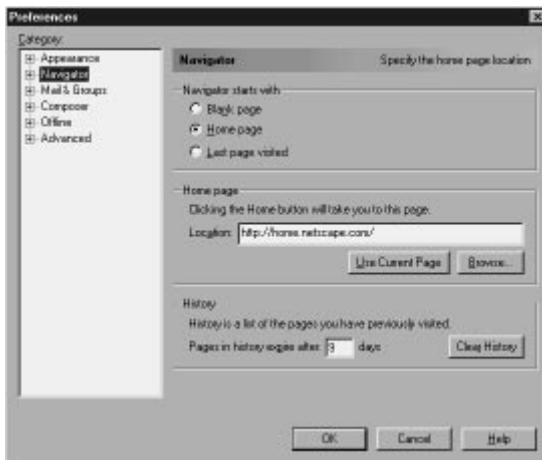 Preferences
Category:
Appearance
Navigator
Mail & Groups
Composer
Offline
Advanced
Navigator Specify the home page location
Navigator starts with
Blank page
Home page
Last page visited
Home page
Clicking the Home button will take you to this page.
Location: http://home.netscape.com/
Use Current Page Browse...
History
History is a list of the pages you have previously visited.
Pages in history expire after: 9 days Clear History
OK Cancel Help